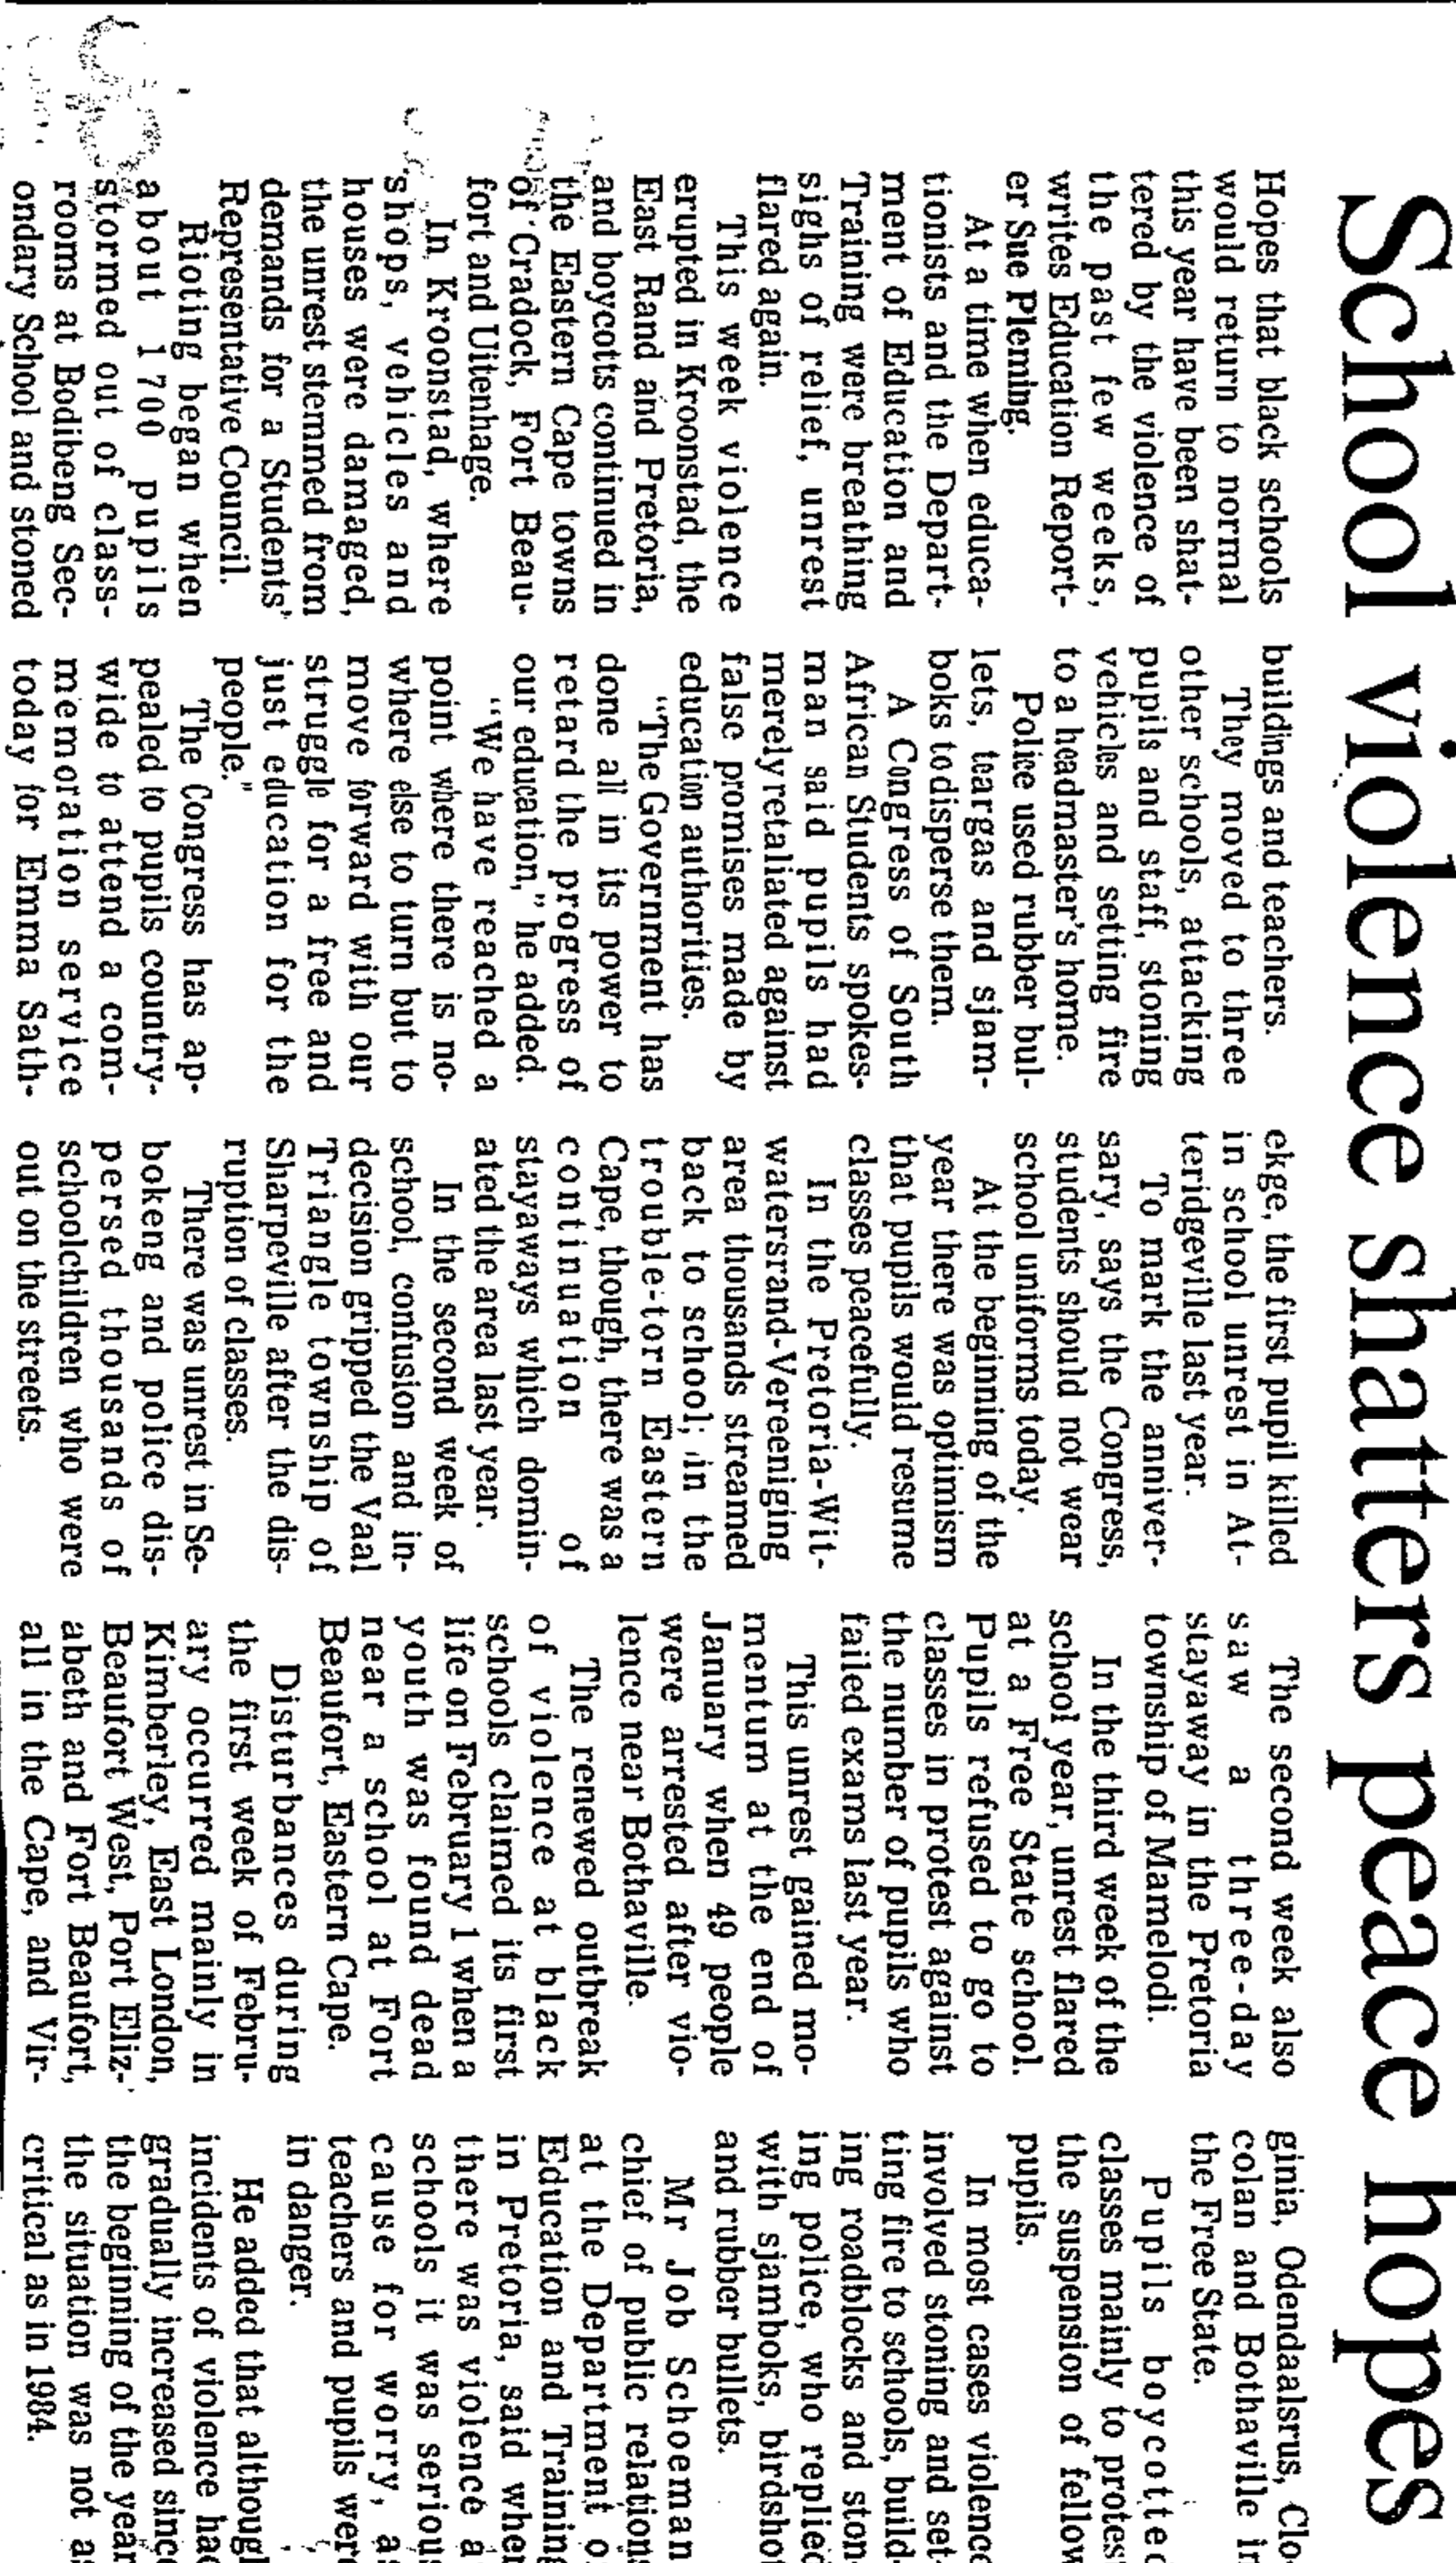 School violence shatters peace hopes
Hopes that black schools
would return to normal
this year have been shat-
tered by the violence of
the past few weeks,
writes Education Report-
er Sue Pleming.
At a time when educa-
tionists and the Depart-
ment of Education and
Training were breathing
sighs of relief, unrest
flared again.
This week violence
erupted in Kroonstad, the
East Rand and Pretoria,
and boycotts continued in
the Eastern Cape towns
of Cradock, Fort Beau-
fort and Uitenhage.
In Kroonstad, where
shops, vehicles and
houses were damaged,
the unrest stemmed from
demands for a Students'
Representative Council.
Rioting began when
about 1 700 pupils
stormed out of class-
rooms at Bodibeng Sec-
ondary School and stoned
buildings and teachers.
They moved to three
other schools, attacking
pupils and staff, stoning
vehicles and setting fire
to a headmaster's home.
Police used rubber bul-
lets, teargas and sjam-
boks to disperse them.
A Congress of South
African Students spokes-
man said pupils had
merely retaliated against
false promises made by
education authorities.
"The Government has
done all in its power to
retard the progress of
our education," he added.
"We have reached a
point where there is no-
where else to turn but to
move forward with our
struggle for a free and
just education for the
people."
The Congress has ap-
pealed to pupils country-
wide to attend a com-
memoration service
today for Emma Sath-
ekge, the first pupil killed
in school unrest in At-
teridgeville last year.
To mark the anniver-
sary, says the Congress,
students should not wear
school uniforms today.
At the beginning of the
year there was optimism
that pupils would resume
classes peacefully.
In the Pretoria-Wit-
watersrand-Vereeniging
area thousands streamed
back to school; in the
trouble-torn Eastern
Cape, though, there was a
continuation of
stayaways which domin-
ated the area last year.
In the second week of
school, confusion and in-
decision gripped the Vaal
Triangle township of
Sharpeville after the dis-
ruption of classes.
There was unrest in Se-
bokeng and police dis-
persed thousands of
schoolchildren who were
out on the streets.
The second week also
saw a three-day
stayaway in the Pretoria
township of Mamelodi.
In the third week of the
school year, unrest flared
at a Free State school.
Pupils refused to go to
classes in protest against
the number of pupils who
failed exams last year.
This unrest gained mo-
mentum at the end of
January when 49 people
were arrested after vio-
lence near Bothaville.
The renewed outbreak
of violence at black
schools claimed its first
life on February 1 when a
youth was found dead
near a school at Fort
Beaufort, Eastern Cape.
Disturbances during
the first week of Febru-
ary occurred mainly in
Kimberley, East London,
Beaufort West, Port Eliz-
abeth and Fort Beaufort,
all in the Cape, and Vir-
ginia, Odendaalsrus, Clo-
colan and Bothaville in
the Free State.
Pupils boycotted
classes mainly to protest
the suspension of fellow
pupils.
In most cases violence
involved stoning and set-
ting fire to schools, build-
ing roadblocks and ston-
ing police, who replied
with sjamboks, birdshot
and rubber bullets.
Mr Job Schoeman,
chief of public relations
at the Department of
Education and Training
in Pretoria, said when
there was violence at
schools it was serious
cause for worry, as
teachers and pupils were
in danger.
He added that although
incidents of violence had
gradually increased since
the beginning of the year
the situation was not as
critical as in 1984.